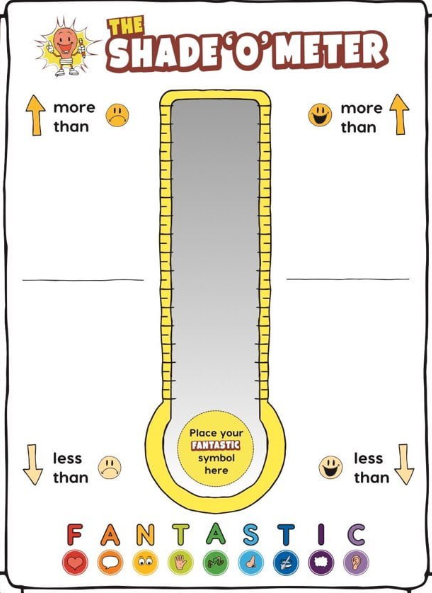 THE
SHADE'O'METER
more
than
more
than
less
than
less
than
Place your
FANTASTIC
symbol
here
F A N T A S T I C